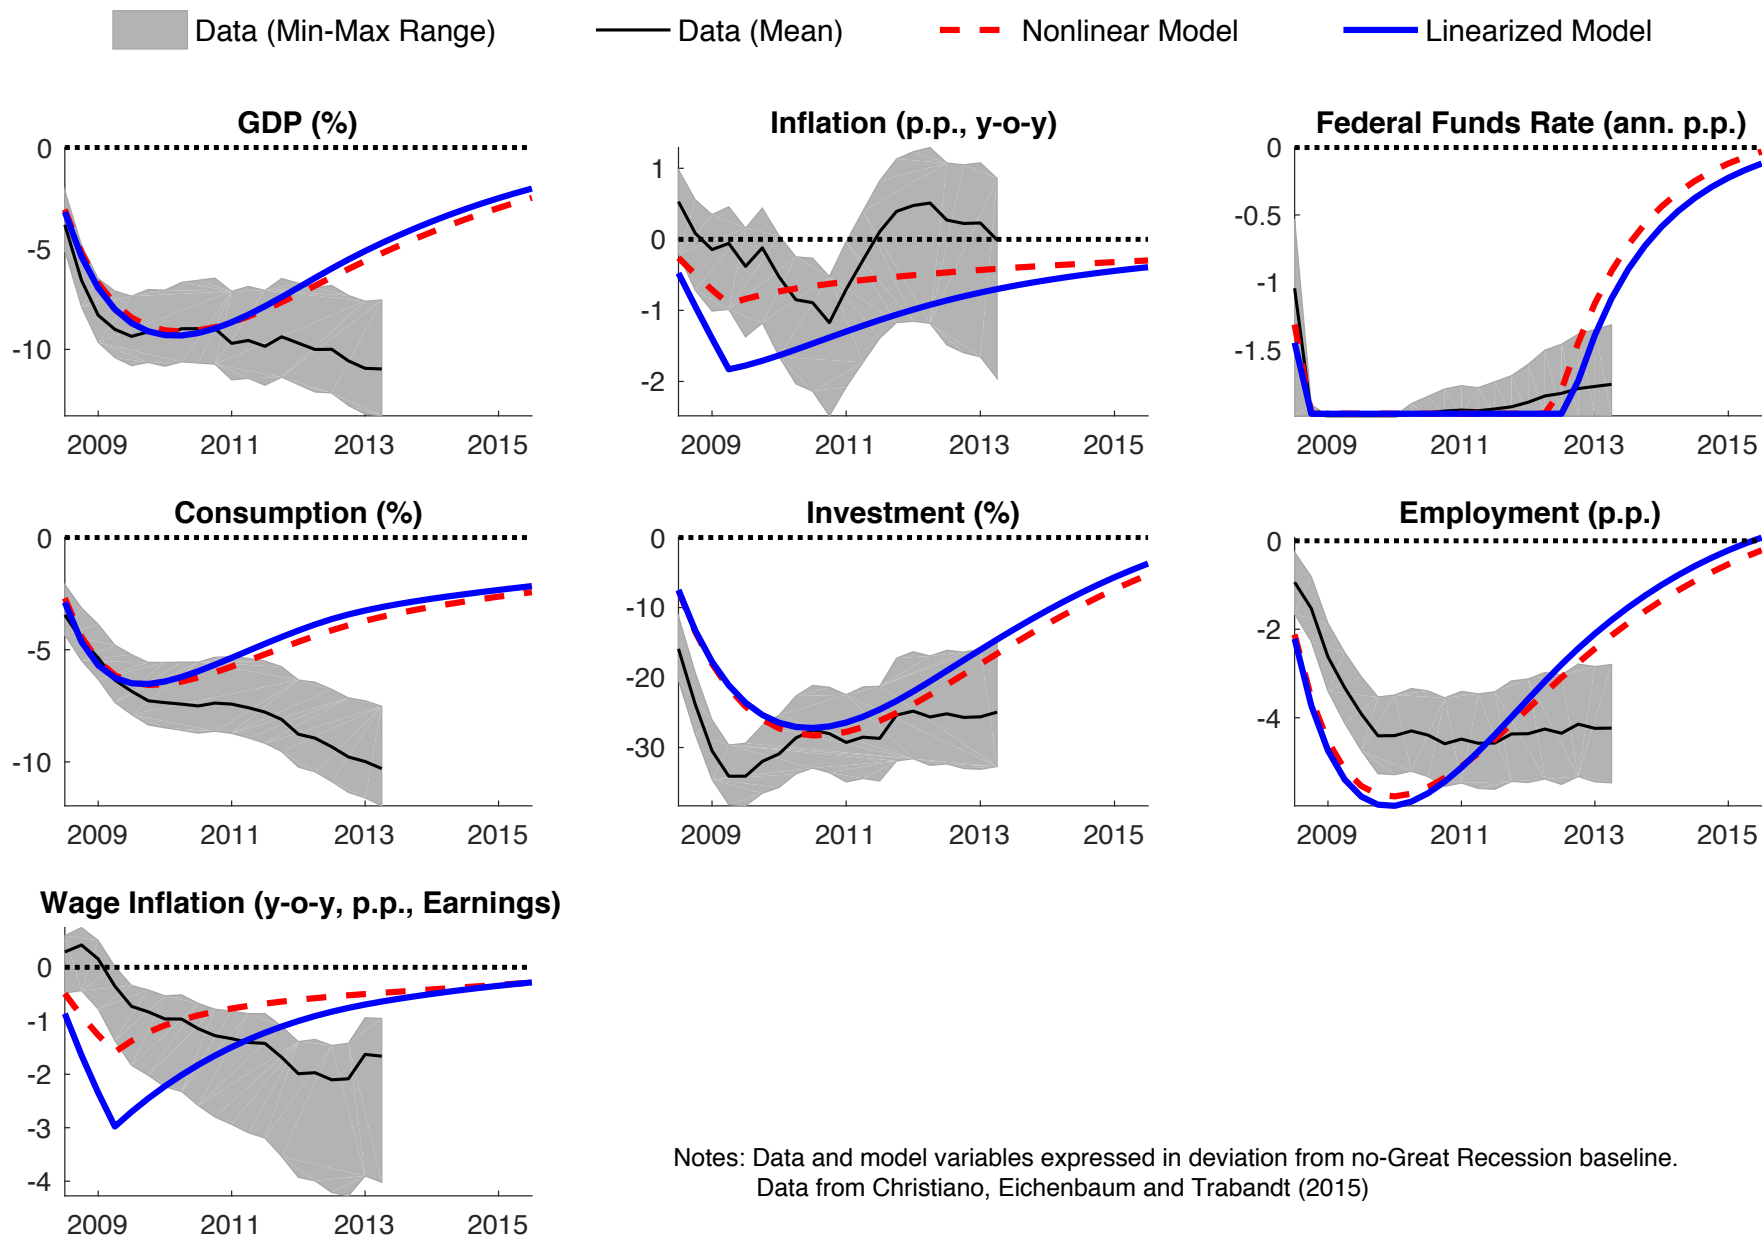 Data (Min-Max Range) Data (Mean) Nonlinear Model Linearized Model
GDP (%)
0
-5
-10
2009 2011 2013 2015
Inflation (p.p., y-o-y)
1
0
-1
-2
2009 2011 2013 2015
Federal Funds Rate (ann. p.p.)
0
-0.5
-1
-1.5
2009 2011 2013 2015
Consumption (%)
0
-5
-10
2009 2011 2013 2015
Investment (%)
0
-10
-20
-30
2009 2011 2013 2015
Employment (p.p.)
0
-2
-4
2009 2011 2013 2015
Wage Inflation (y-o-y, p.p., Earnings)
0
-1
-2
-3
-4
2009 2011 2013 2015
Notes: Data and model variables expressed in deviation from no-Great Recession baseline.
Data from Christiano, Eichenbaum and Trabandt (2015)